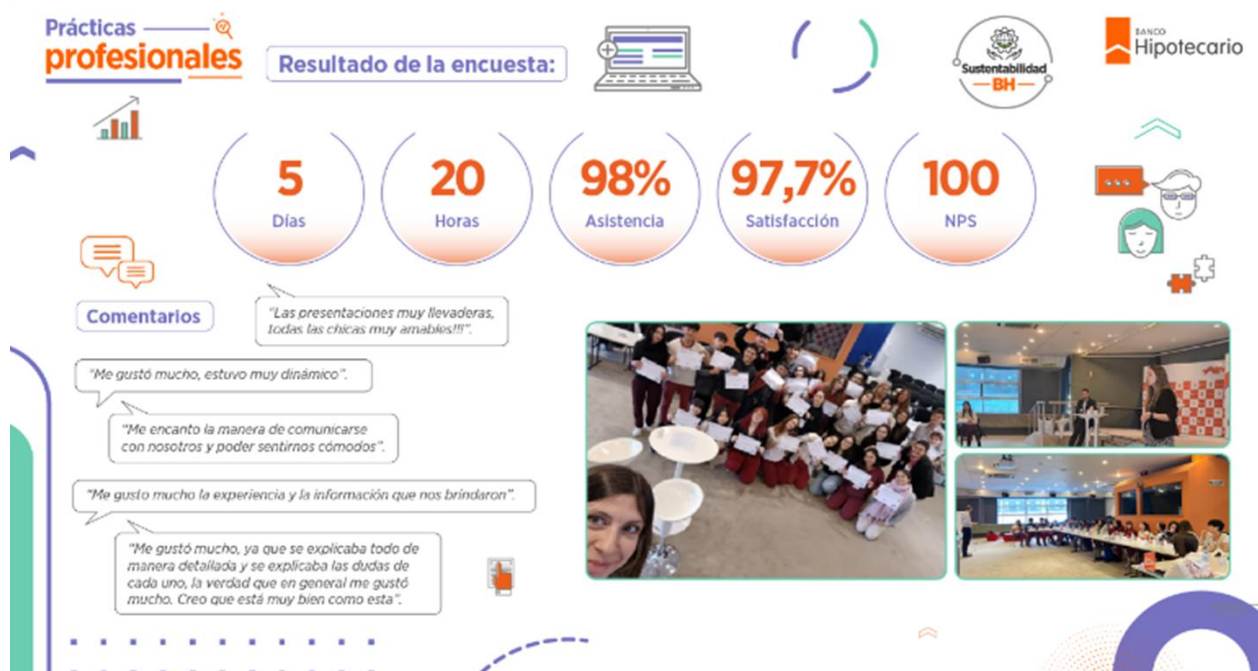 Prácticas
profesionales
Resultado de la encuesta:
Sustentabilidad
BH
BANCO
Hipotecario
5
Días
20
Horas
98%
Asistencia
97,7%
Satisfacción
100
NPS
Comentarios
"Las presentaciones muy llevaderas,
todas las chicas muy amables!!!".
"Me gustó mucho, estuvo muy dinámico".
"Me encanto la manera de comunicarse
con nosotros y poder sentirnos cómodos".
"Me gusto mucho la experiencia y la información que nos brindaron".
"Me gustó mucho, ya que se explicaba todo de
manera detallada y se explicaba las dudas de
cada uno, la verdad que en general me gustó
mucho. Creo que está muy bien como esta".